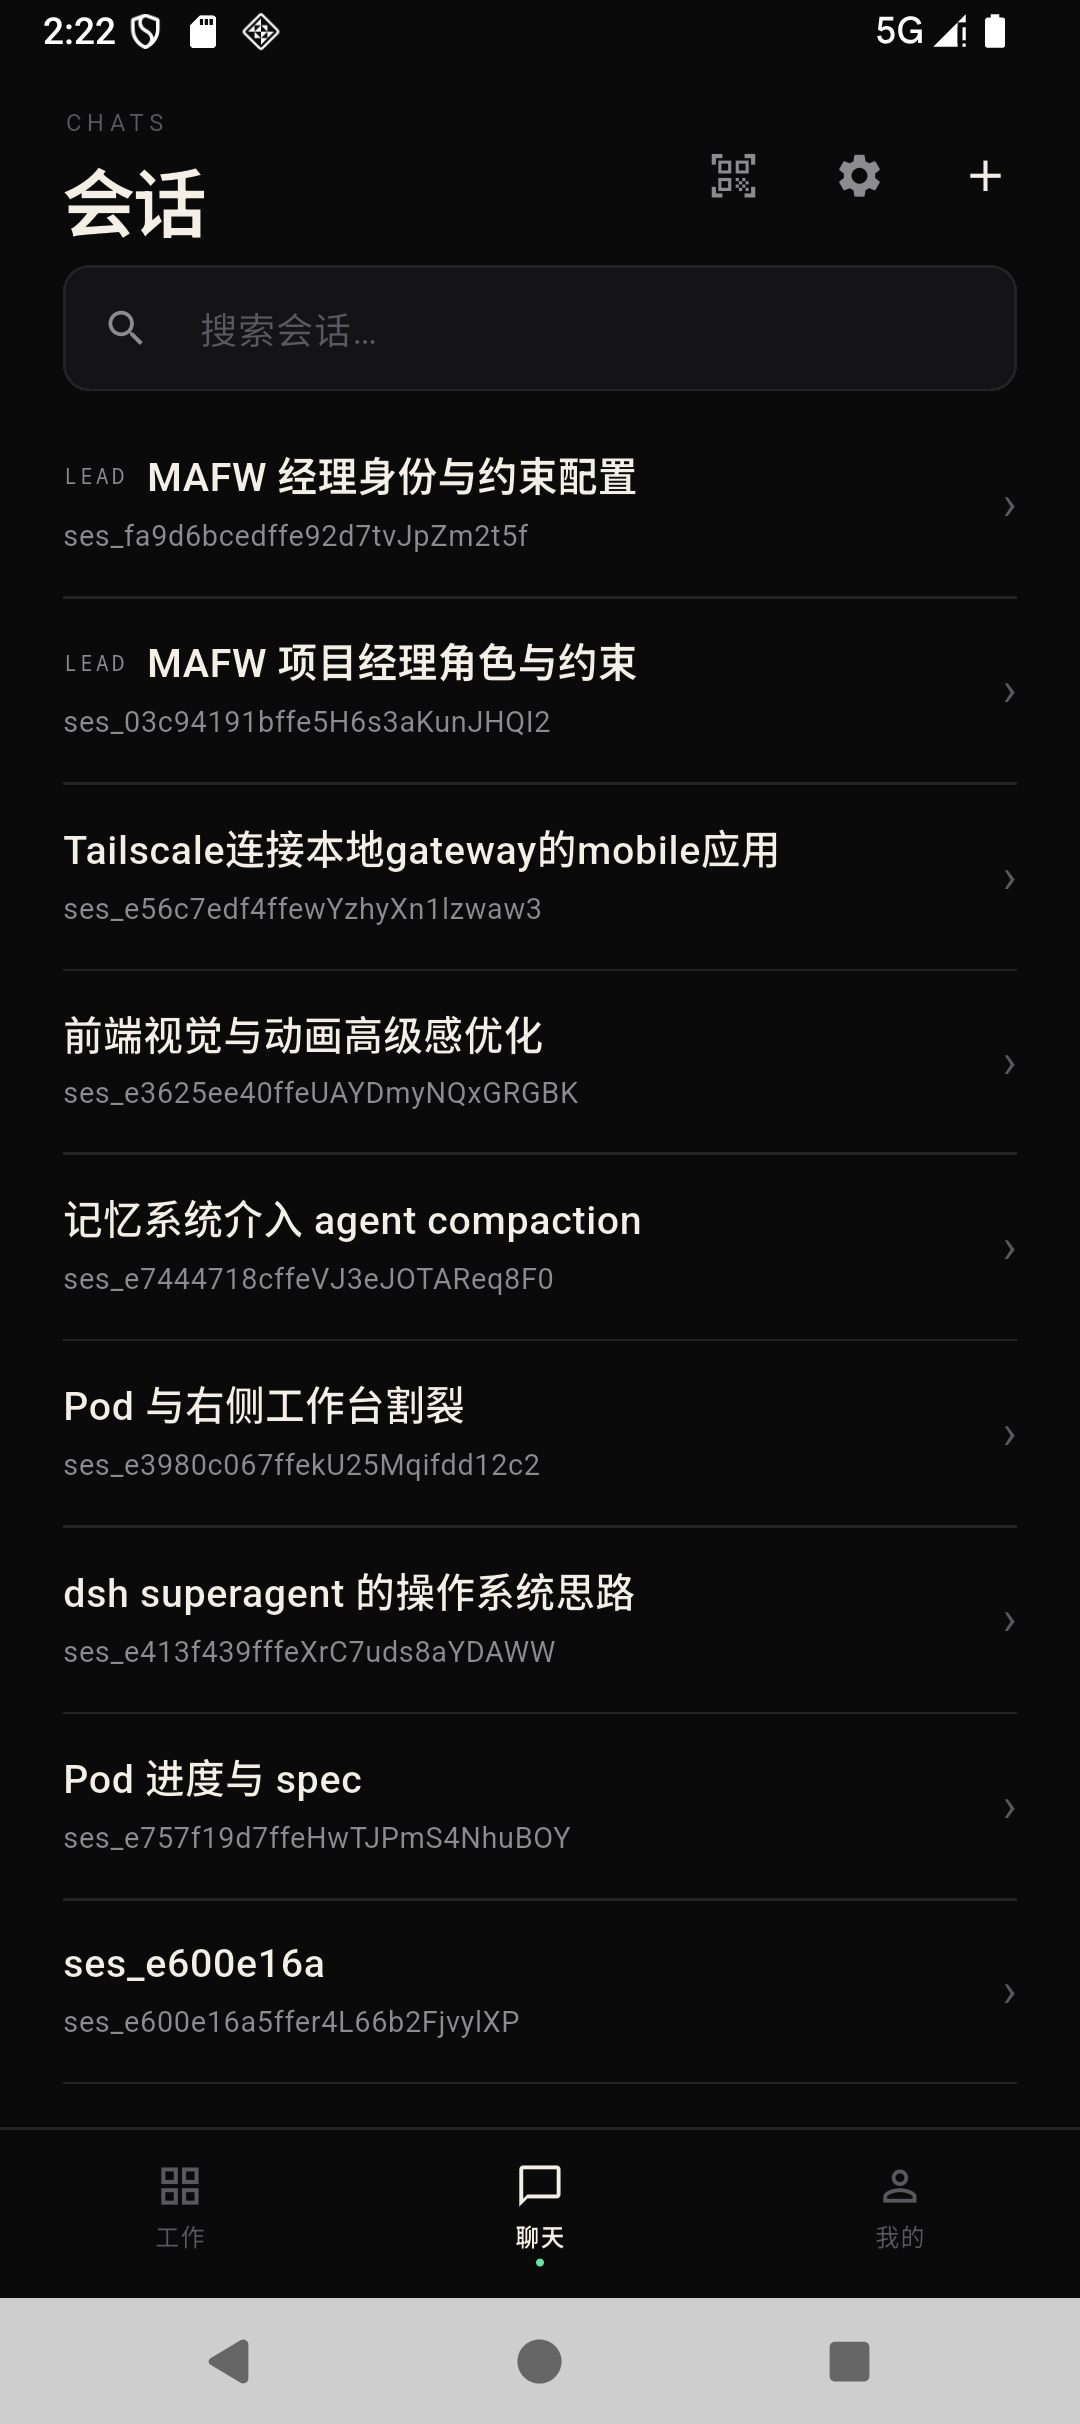 2:22
5G
CHATS
会话
搜索会话...
LEAD MAFW 经理身份与约束配置
ses_fa9d6bcedffe92d7tvJpZm2t5f
LEAD MAFW 项目经理角色与约束
ses_03c94191bffe5H6s3aKunJHQI2
Tailscale连接本地gateway的mobile应用
ses_e56c7edf4ffewYzhyXn1lzwaw3
前端视觉与动画高级感优化
ses_e3625ee40ffeUAYDmyNQxGRGBK
记忆系统介入 agent compaction
ses_e7444718cffeVJ3eJOTAReq8F0
Pod 与右侧工作台割裂
ses_e3980c067ffekU25Mqifdd12c2
dsh superagent 的操作系统思路
ses_e413f439fffeXrC7uds8aYDAWW
Pod 进度与 spec
ses_e757f19d7ffeHwTJPmS4NhuBOY
ses_e600e16a
ses_e600e16a5ffer4L66b2FjvylXP
工作
聊天
我的